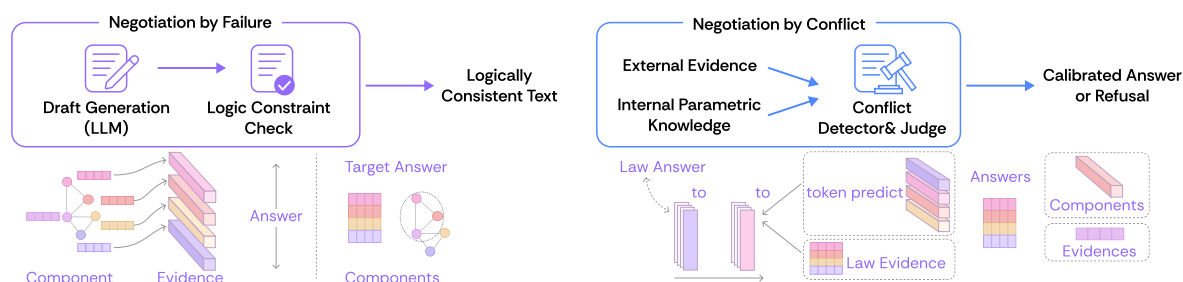 Negotiation by Failure
Draft Generation
(LLM)
Logic Constraint
Check
Logically
Consistent Text
Component
Evidence
Answer
Target Answer
Components
Negotiation by Conflict
External Evidence
Internal Parametric
Knowledge
Conflict
Detector& Judge
Calibrated Answer
or Refusal
Law Answer
to
to
token predict
Law Evidence
Answers
Components
Evidences